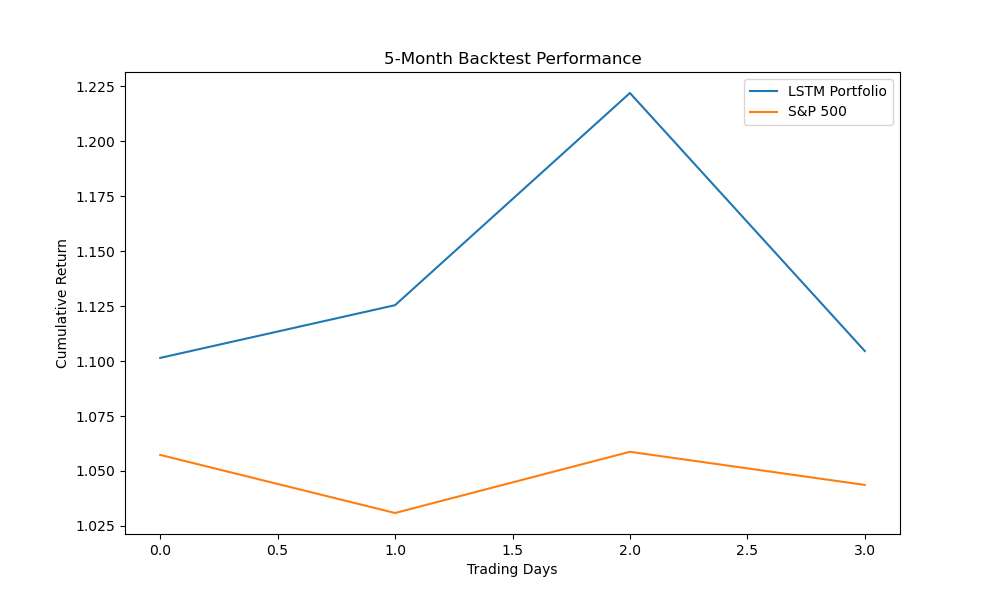 5-Month Backtest Performance
LSTM Portfolio
S&P 500
Cumulative Return
1.225
1.200
1.175
1.150
1.125
1.100
1.075
1.050
1.025
0.0 0.5 1.0 1.5 2.0 2.5 3.0
Trading Days